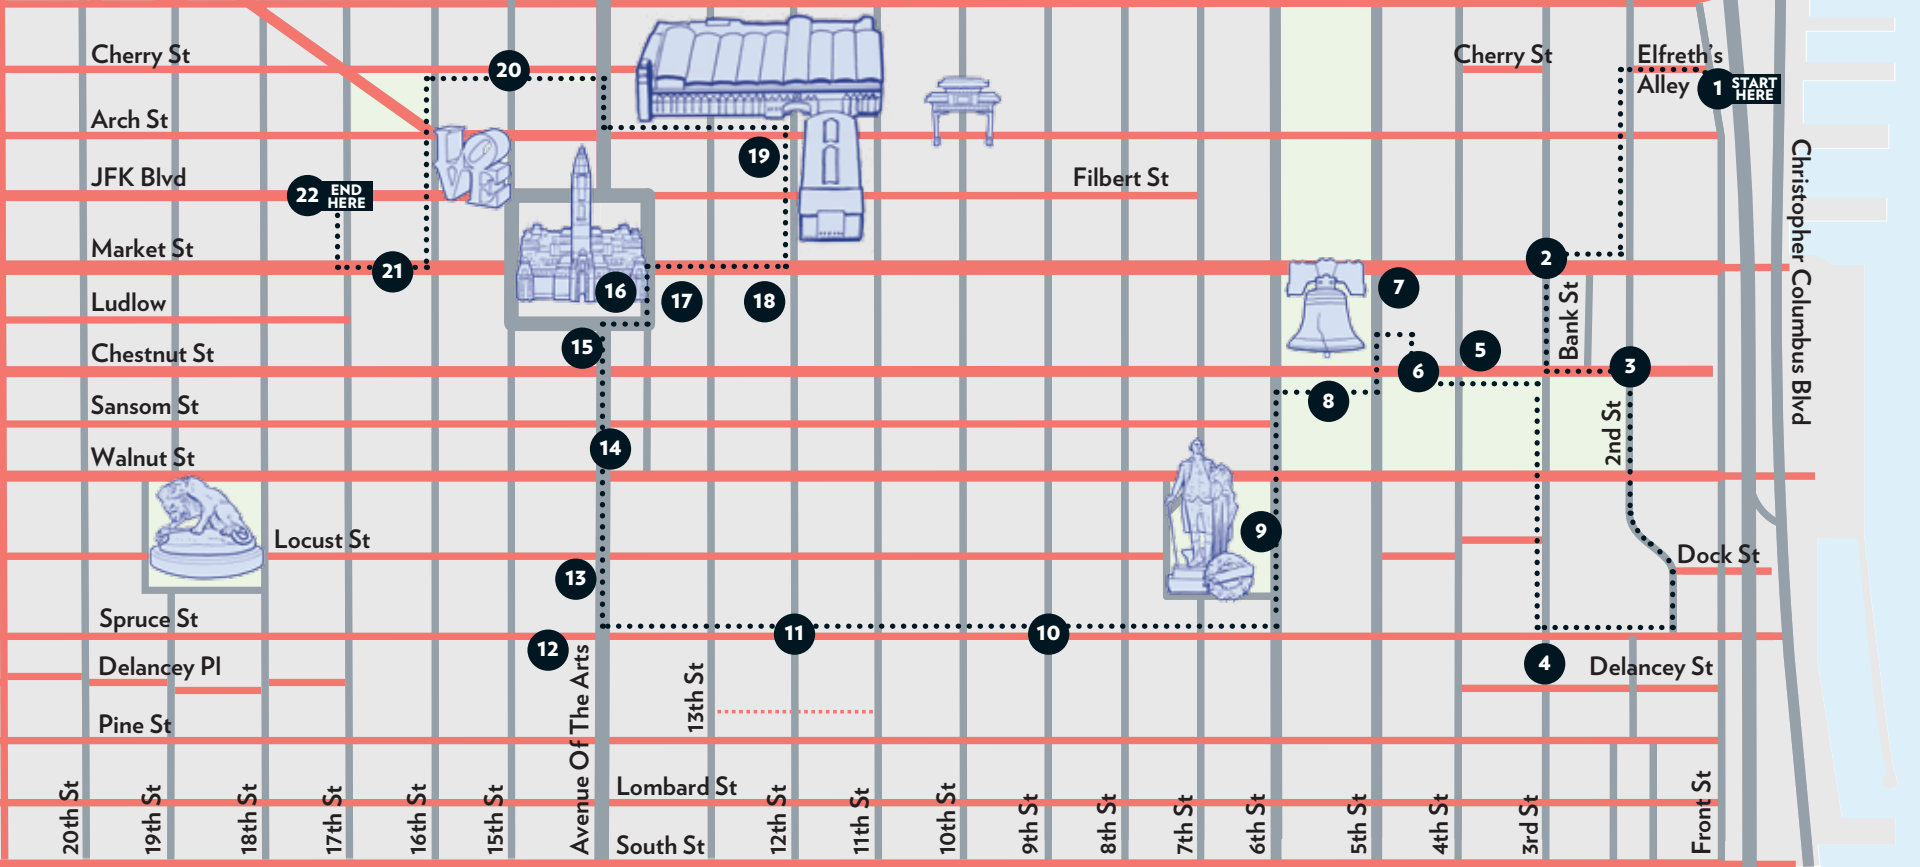 Cherry St
20
Cherry St
Elfreth's
Alley
1
START
HERE
Arch St
LOVE
19
JFK Blvd
22
END
HERE
Filbert St
Christopher Columbus Blvd
Market St
21
2
Ludlow
16
17
18
7
Bank St
Chestnut St
15
6
5
3
Sansom St
8
2nd St
Walnut St
14
Locust St
9
Dock St
13
Spruce St
11
10
12
4
Delancey Pl
Delancey St
Avenue Of The Arts
13th St
Pine St
Lombard St
South St
20th St
19th St
18th St
17th St
16th St
15th St
12th St
11th St
10th St
9th St
8th St
7th St
6th St
5th St
4th St
3rd St
Front St